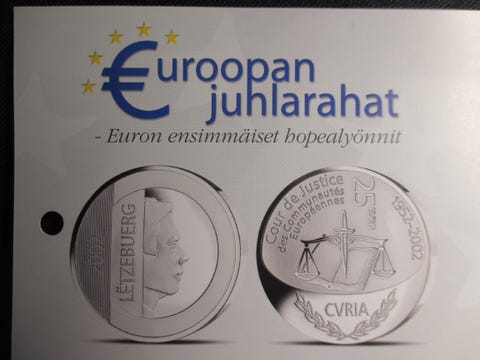 €uroopan
juhlarahat
- Euron ensimmäiset hopealyönnit
2002
LËTZEBUERG
Cour de Justice
des Communautés
Européennes
25 euro
1952-2002
CVRIA